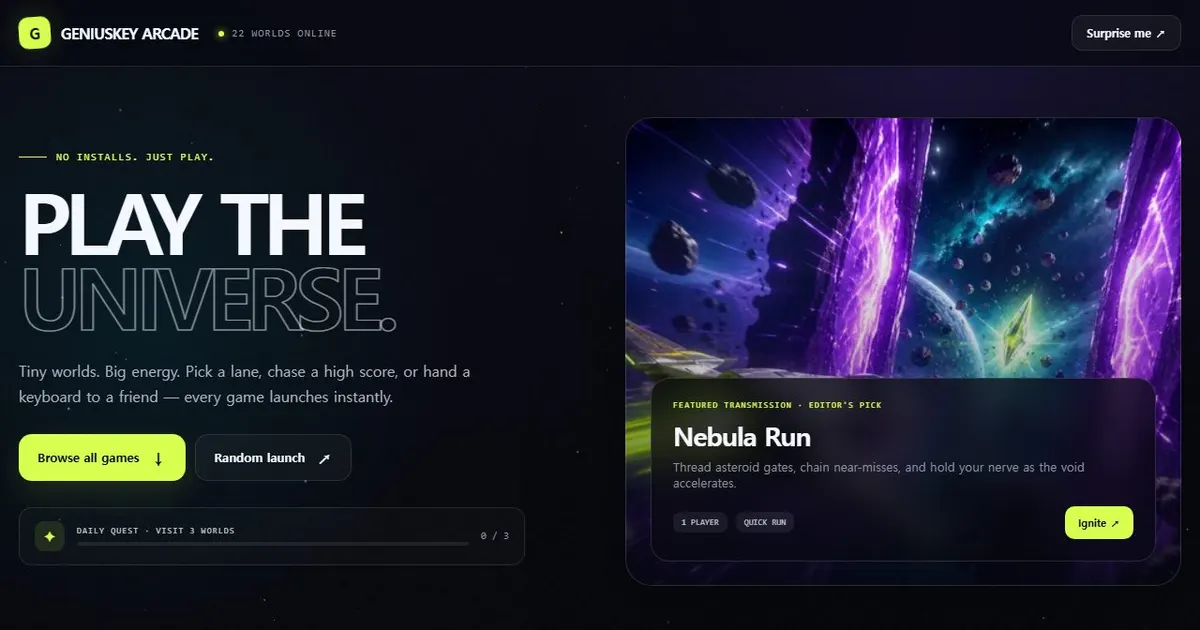 G
GENIUSKEY ARCADE
22 WORLDS ONLINE
Surprise me ↗
NO INSTALLS. JUST PLAY.
PLAY THE
UNIVERSE.
Tiny worlds. Big energy. Pick a lane, chase a high score, or hand a
keyboard to a friend — every game launches instantly.
Browse all games ↓
Random launch ↗
DAILY QUEST · VISIT 3 WORLDS
0 / 3
FEATURED TRANSMISSION · EDITOR'S PICK
Nebula Run
Thread asteroid gates, chain near-misses, and hold your nerve as the void
accelerates.
1 PLAYER
QUICK RUN
Ignite ↗